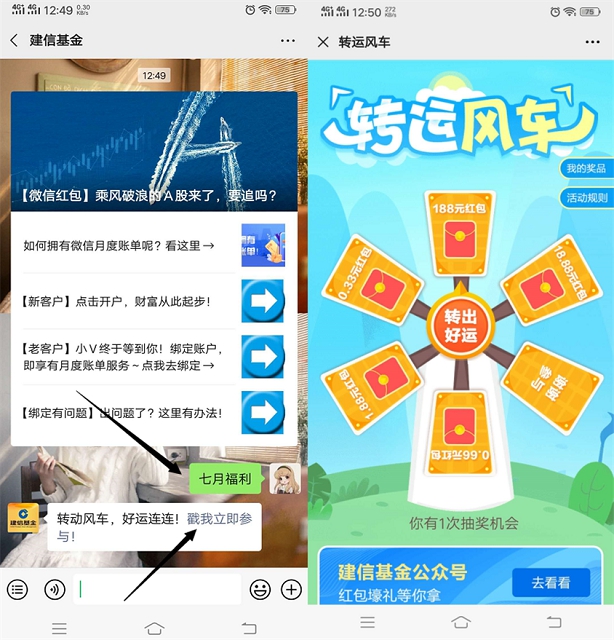 4G 4G 12:49 0.30 KB/s 75
建信基金
12:49
【微信红包】乘风破浪的A股来了，要追吗？
如何拥有微信月度账单呢？看这里→
【新客户】点击开户，财富从此起步！
【老客户】小V终于等到你！绑定账户，
即享有月度账单服务~点我去绑定→
【绑定有问题】出问题了？这里有办法！
七月福利
建信基金
转动风车，好运连连！戳我立即参
与！
4G 4G 12:50 272 KB/s 75
转运风车
转运风车
我的奖品
活动规则
188元红包
0.33元红包
18.88元红包
转出
好运
1.88元红包
谢谢参与
0.66元红包
你有1次抽奖机会
建信基金公众号
红包壕礼等你拿
去看看